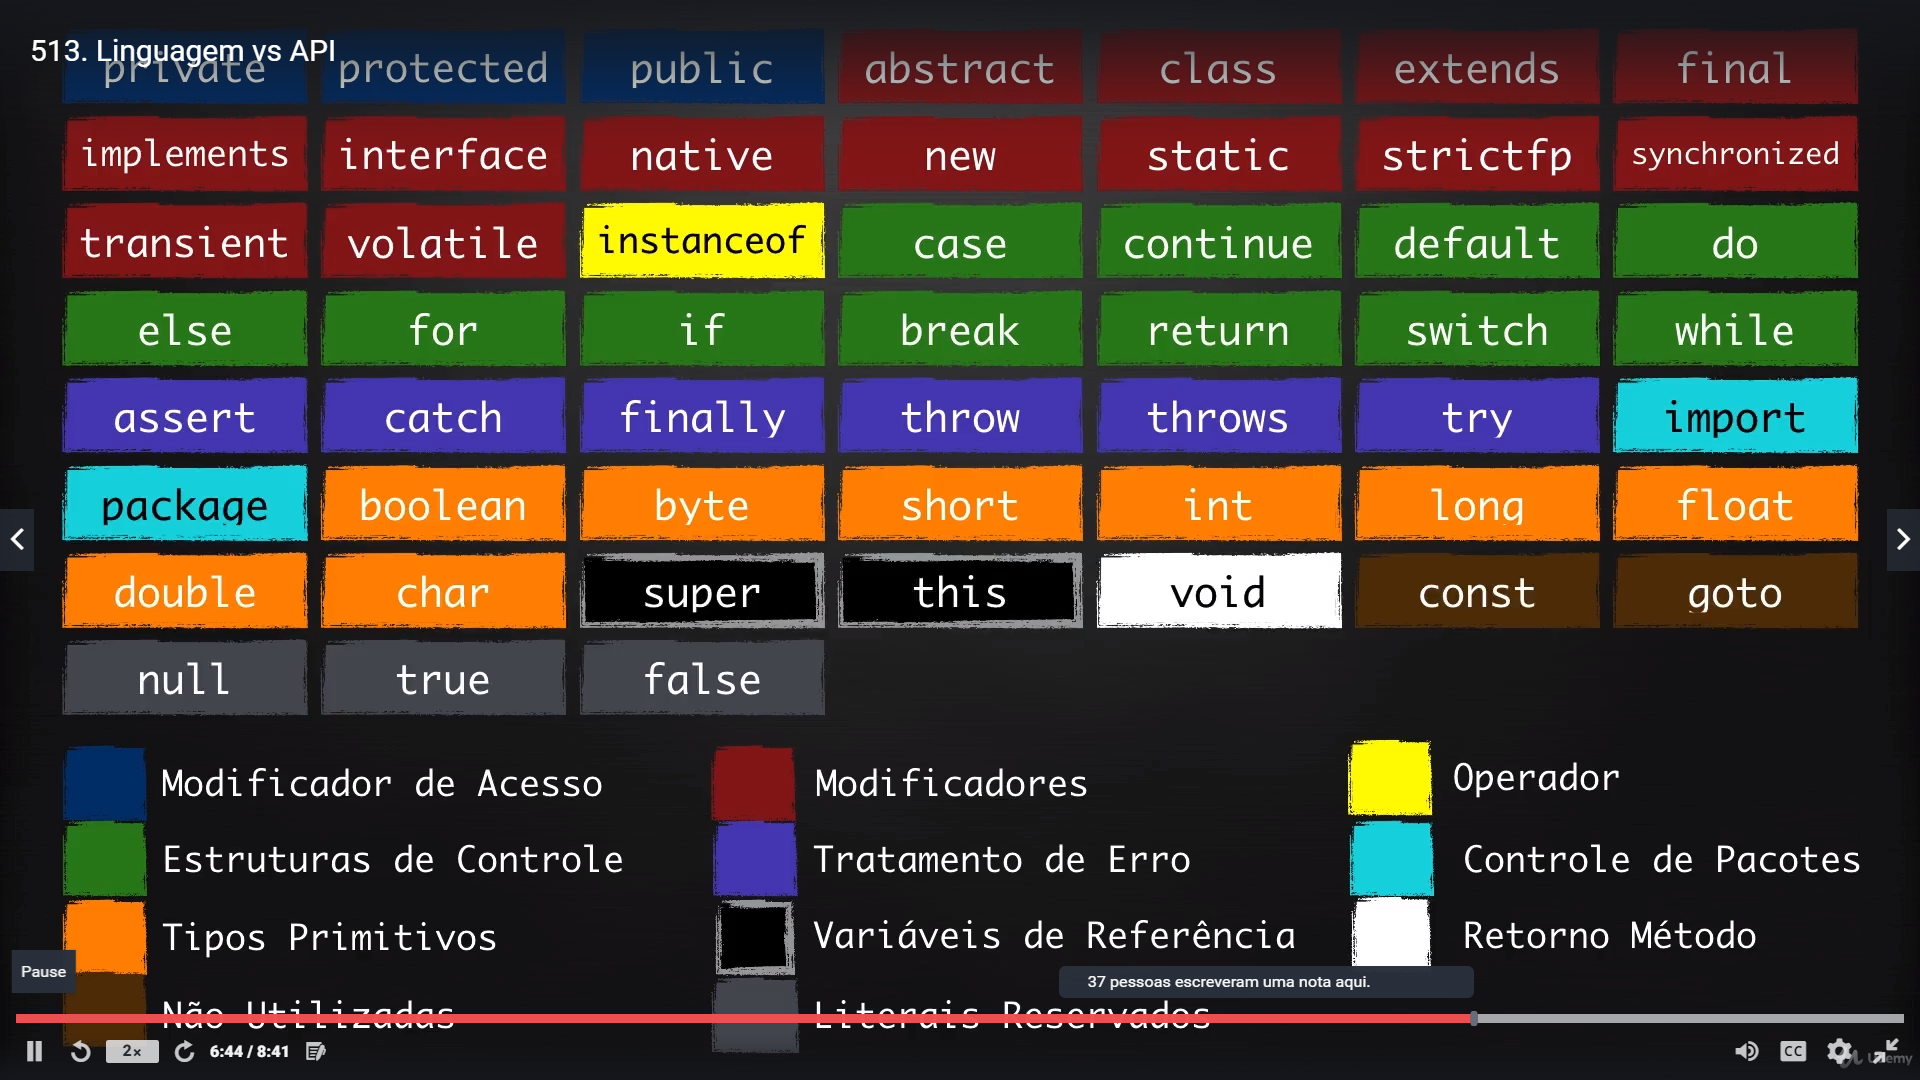 513. Linguagem vs API
private protected public abstract class extends final
implements interface native new static strictfp synchronized
transient volatile instanceof case continue default do
else for if break return switch while
assert catch finally throw throws try import
package boolean byte short int long float
double char super this void const goto
null true false
Modificador de Acesso Modificadores Operador
Estruturas de Controle Tratamento de Erro Controle de Pacotes
Tipos Primitivos Variáveis de Referência Retorno Método
Pause
37 pessoas escreveram uma nota aqui.
Não Utilizadas Literais Reservados
2x 6:44 / 8:41 CC
Udemy